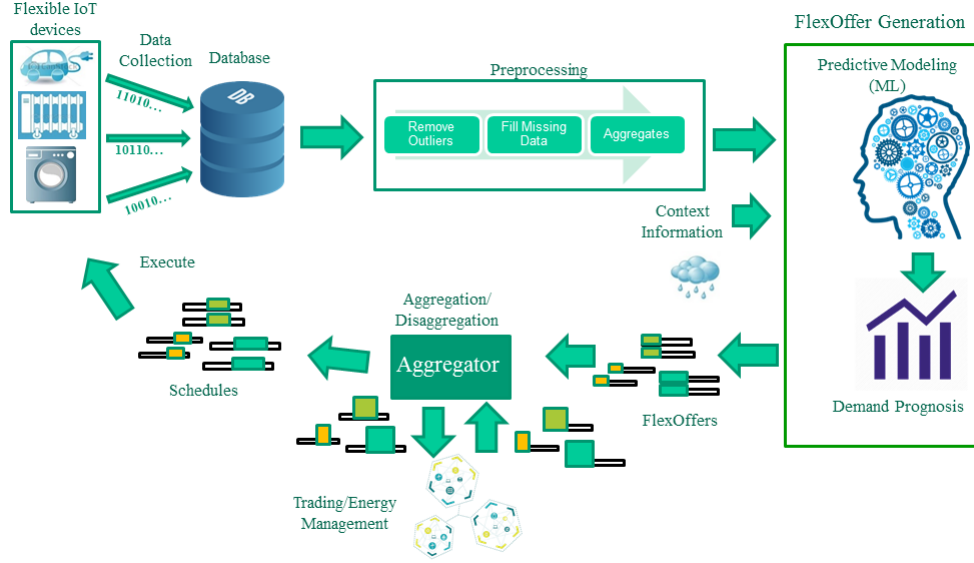 Flexible IoT
devices
Data
Collection
Database
11010...
10110...
10010...
DB
Preprocessing
Remove
Outliers
Fill Missing
Data
Aggregates
FlexOffer Generation
Predictive Modeling
(ML)
Context
Information
Demand Prognosis
Execute
Schedules
Aggregation/
Disaggregation
Aggregator
FlexOffers
Trading/Energy
Management